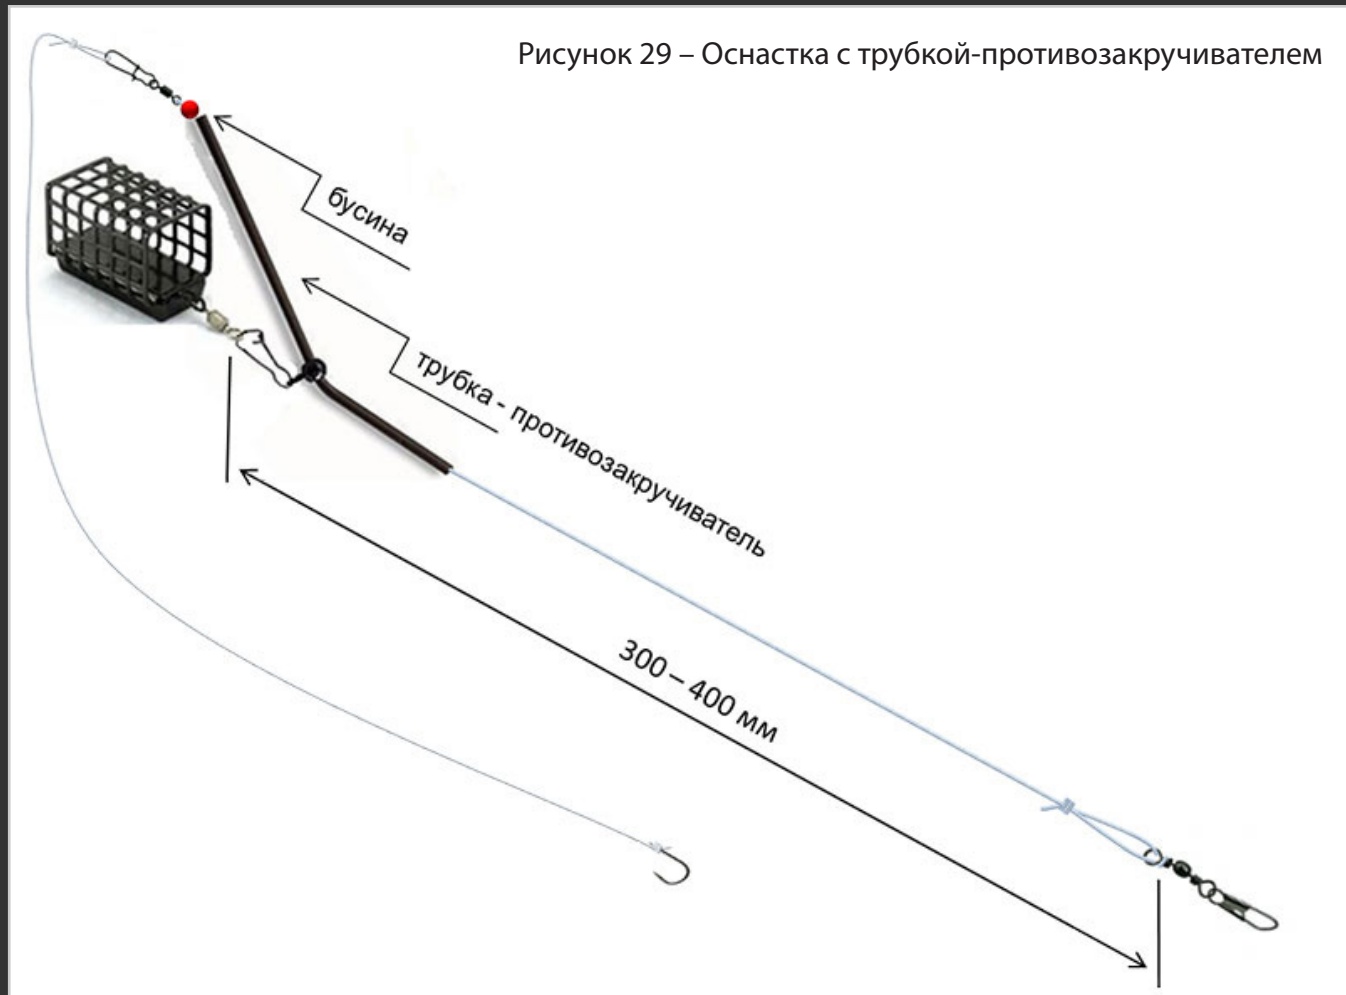 Рисунок 29 – Оснастка с трубкой-противозакручивателем
бусина
трубка - противозакручиватель
300 – 400 мм